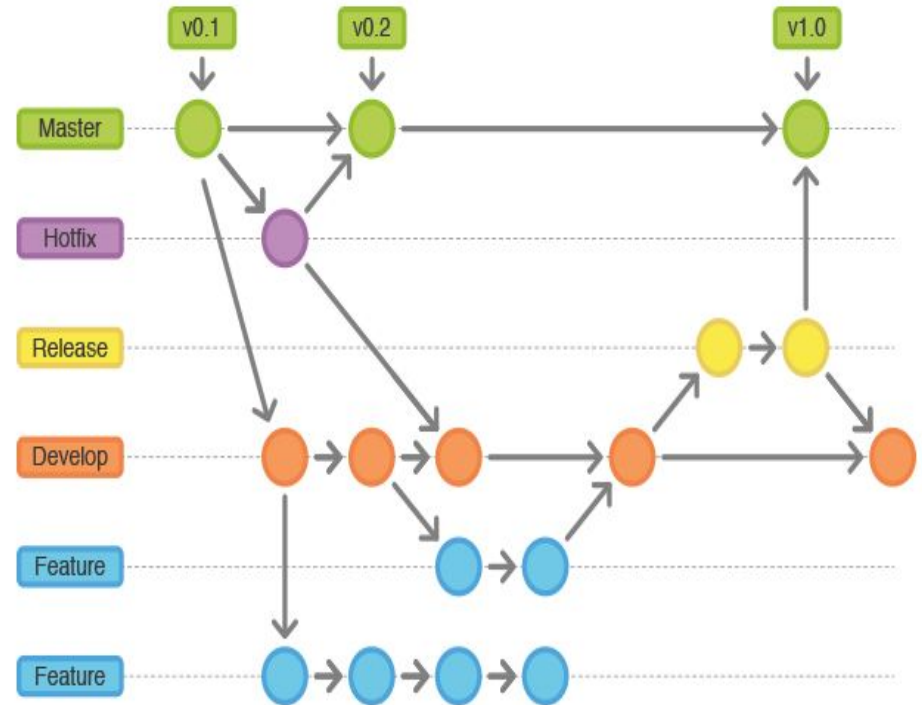 v0.1
v0.2
v1.0
Master
Hotfix
Release
Develop
Feature
Feature